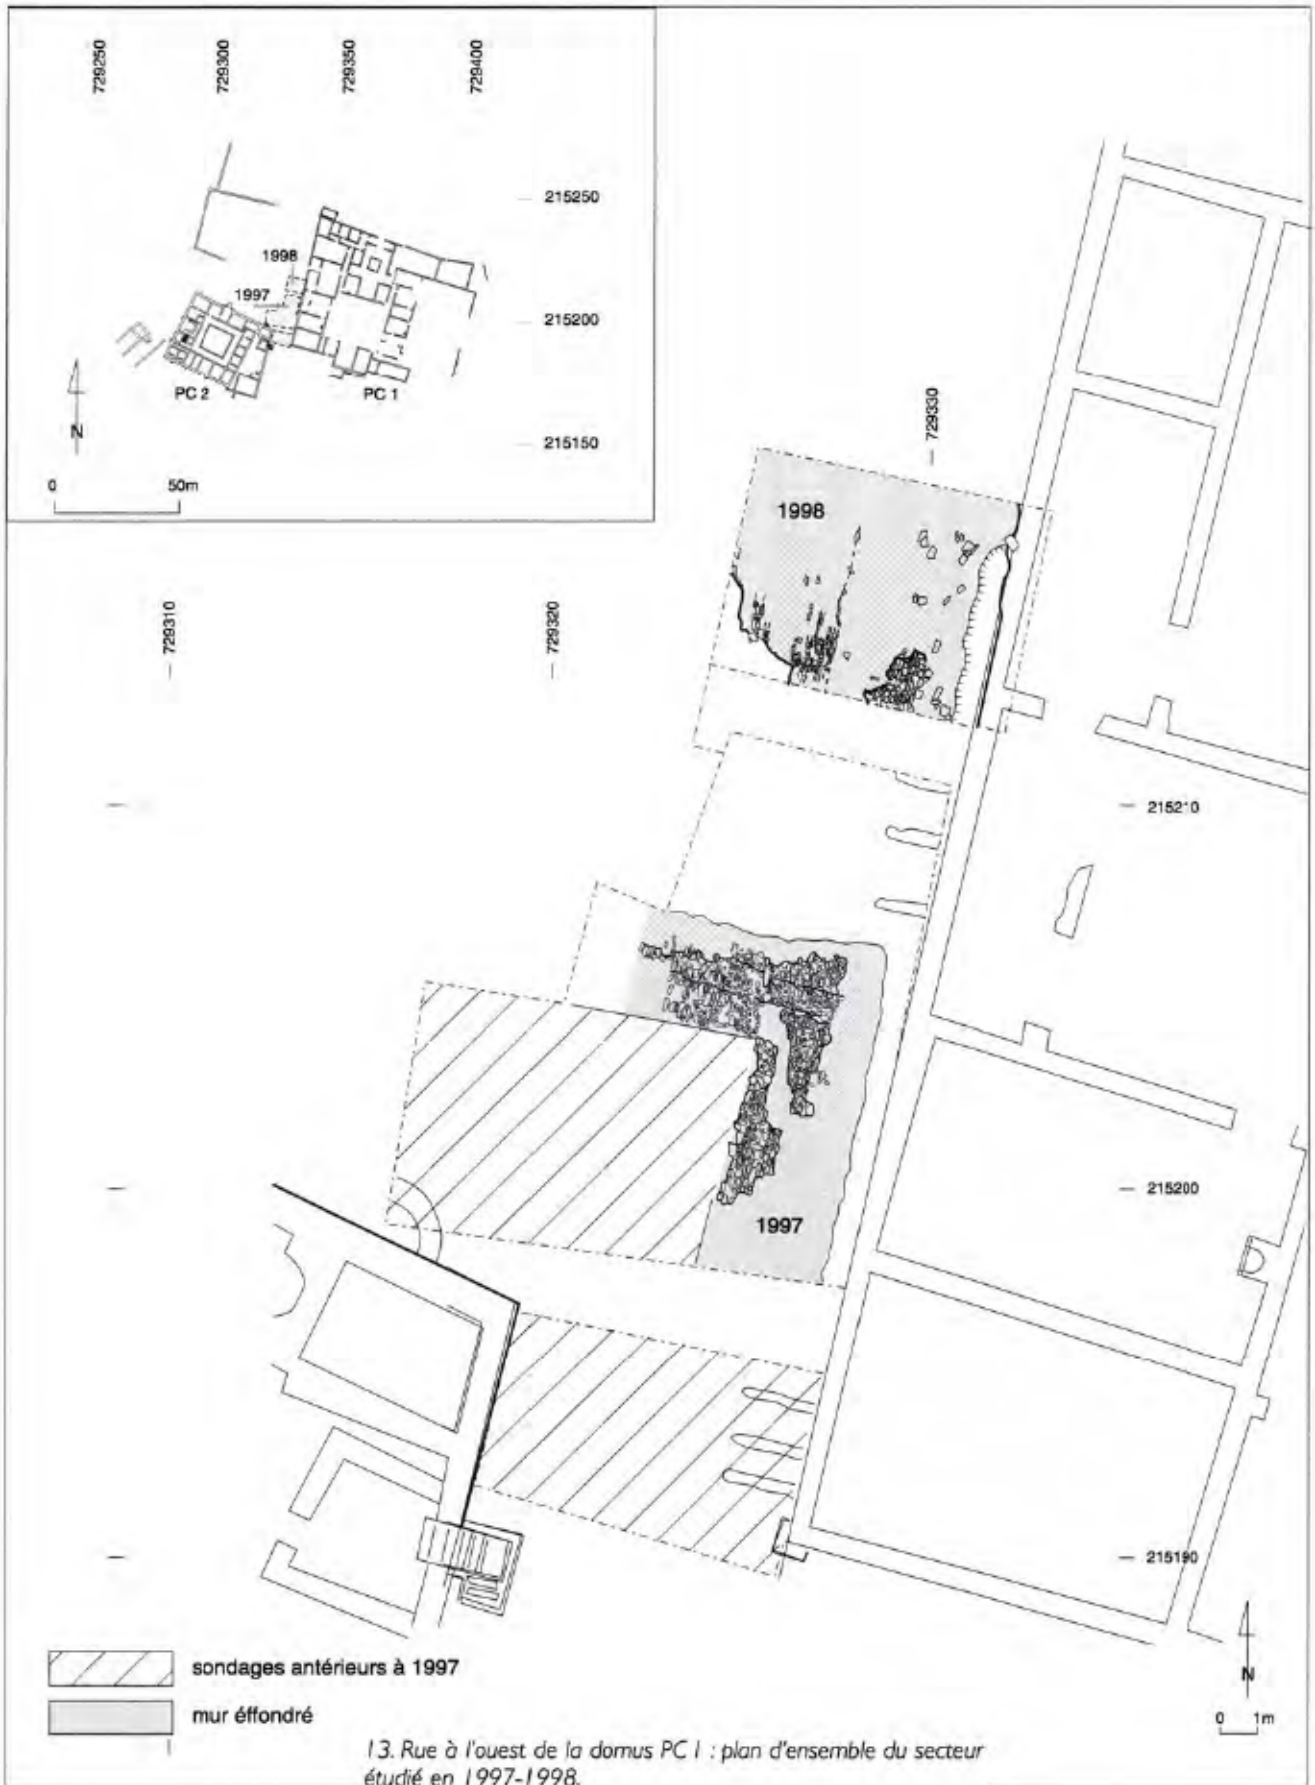 729250
729300
729350
729400
215250
1998
1997
215200
PC 2
PC 1
N
215150
0 50m
729330
1998
729310
729320
215210
215200
1997
215190
sondages antérieurs à 1997
mur éffondré
N
0 1m
13. Rue à l'ouest de la domus PC 1 : plan d'ensemble du secteur
étudié en 1997-1998.